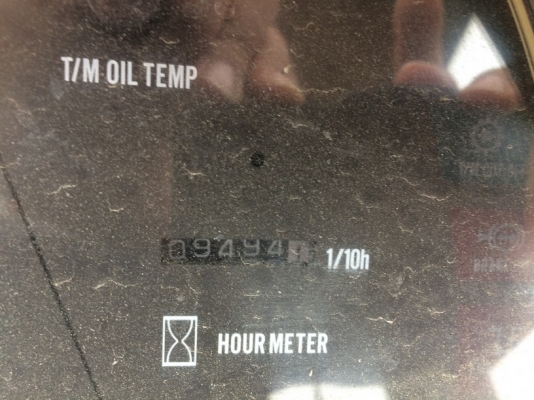 T/M OIL TEMP
09494
1/10h
HOUR METER